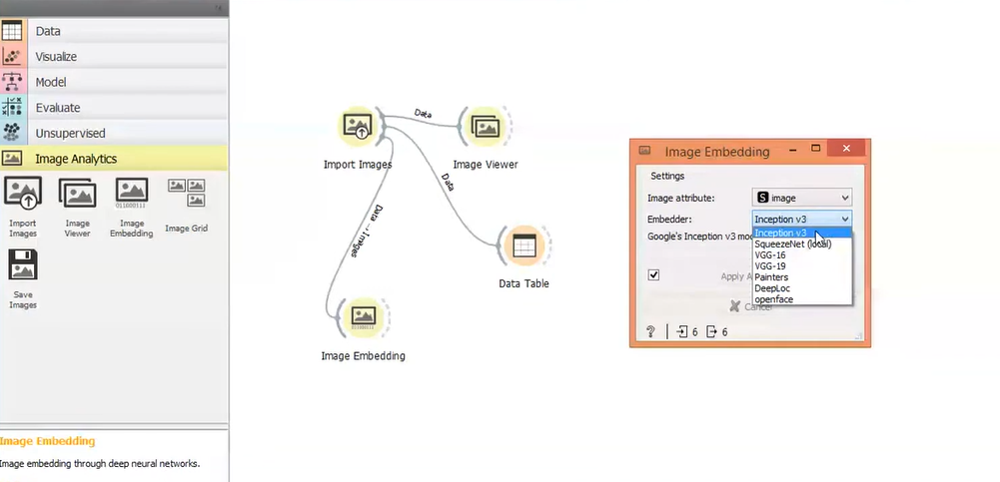 Data
Visualize
Model
Evaluate
Unsupervised
Image Analytics
Import Images
Image Viewer
Image Embedding
Image Grid
Save Images
Image Embedding
Image embedding through deep neural networks.
Import Images
Data
Image Viewer
Data
Data → Images
Data Table
Image Embedding
Image Embedding
Settings
Image attribute:
S image
Embedder:
Inception v3
Google's Inception v3
Inception v3
SqueezeNet (local)
VGG-16
VGG-19
Painters
DeepLoc
openface
Apply
Cancel
? 6 6